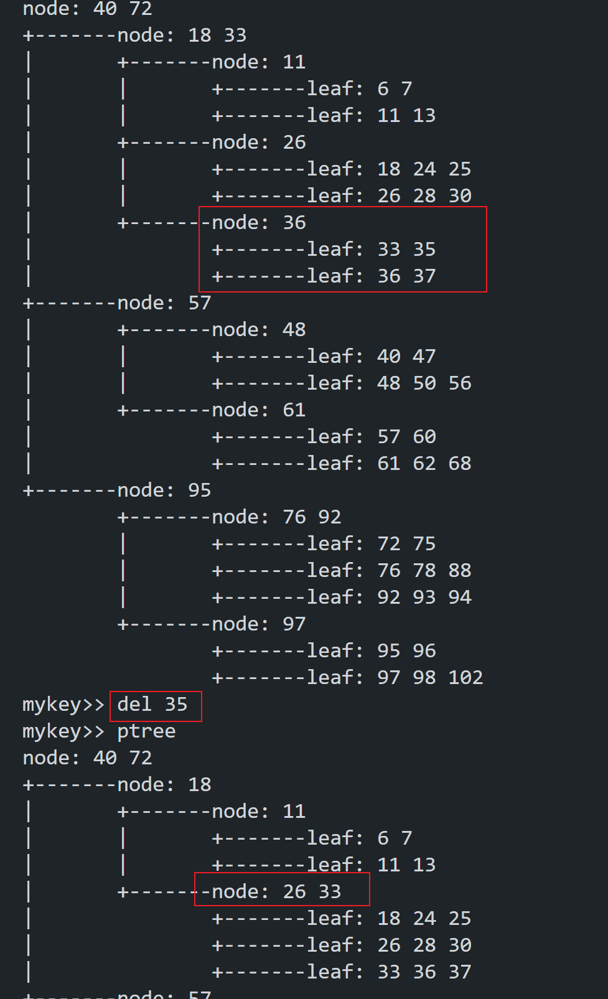 node: 40 72
+-------node: 18 33
|       +-------node: 11
|       |       +-------leaf: 6 7
|       |       +-------leaf: 11 13
|       +-------node: 26
|       |       +-------leaf: 18 24 25
|       |       +-------leaf: 26 28 30
|       +-------node: 36
|               +-------leaf: 33 35
|               +-------leaf: 36 37
+-------node: 57
|       +-------node: 48
|       |       +-------leaf: 40 47
|       |       +-------leaf: 48 50 56
|       +-------node: 61
|               +-------leaf: 57 60
|               +-------leaf: 61 62 68
+-------node: 95
        +-------node: 76 92
        |       +-------leaf: 72 75
        |       +-------leaf: 76 78 88
        |       +-------leaf: 92 93 94
        +-------node: 97
                +-------leaf: 95 96
                +-------leaf: 97 98 102
mykey>> del 35
mykey>> ptree
node: 40 72
+-------node: 18
|       +-------node: 11
|       |       +-------leaf: 6 7
|       |       +-------leaf: 11 13
|       +-------node: 26 33
|               +-------leaf: 18 24 25
|               +-------leaf: 26 28 30
|               +-------leaf: 33 36 37
+-------node: 57